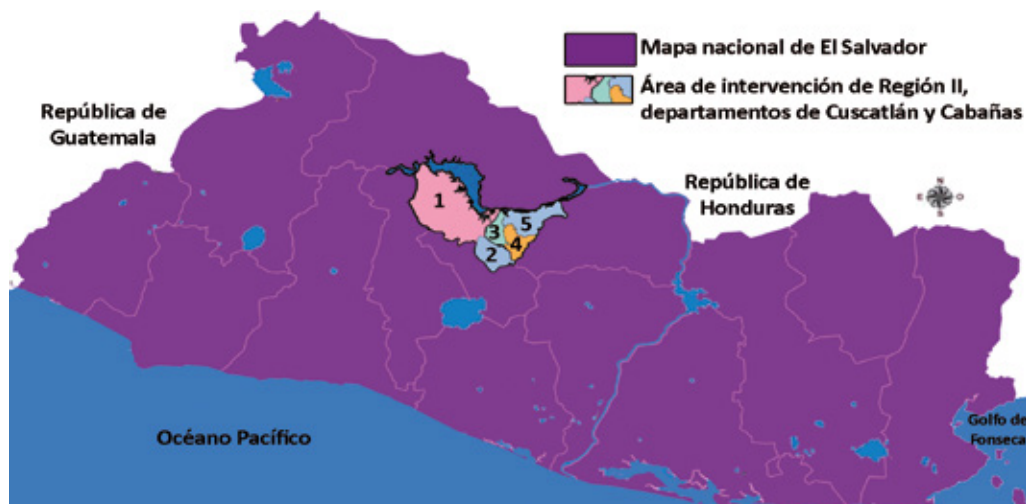 Mapa nacional de El Salvador
Área de intervención de Región II,
departamentos de Cuscatlán y Cabañas
República de
Guatemala
República de
Honduras
N
O
E
S
1
5
3
4
2
Océano Pacífico
Golfo de
Fonseca